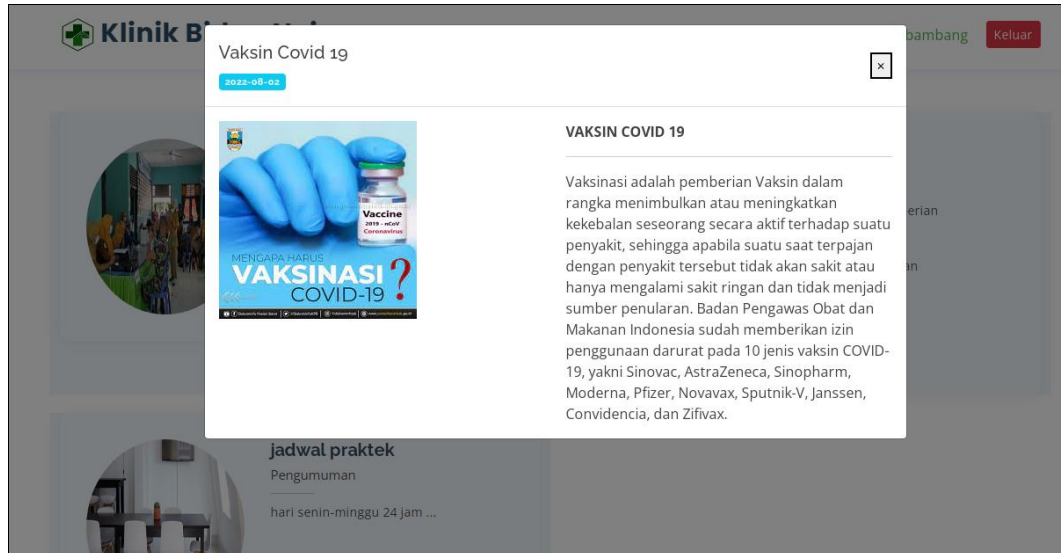 Klinik B
bambang
Keluar
Vaksin Covid 19
×
2022-08-02
Vaccine
2019 - nCoV
Coronavirus
MENGAPA HARUS
VAKSINASI ?
COVID-19
VAKSIN COVID 19
Vaksinasi adalah pemberian Vaksin dalam
rangka menimbulkan atau meningkatkan
kekebalan seseorang secara aktif terhadap suatu
penyakit, sehingga apabila suatu saat terpajan
dengan penyakit tersebut tidak akan sakit atau
hanya mengalami sakit ringan dan tidak menjadi
sumber penularan. Badan Pengawas Obat dan
Makanan Indonesia sudah memberikan izin
penggunaan darurat pada 10 jenis vaksin COVID-
19, yakni Sinovac, AstraZeneca, Sinopharm,
Moderna, Pfizer, Novavax, Sputnik-V, Janssen,
Convidencia, dan Zifivax.
erian
an
jadwal praktek
Pengumuman
hari senin-minggu 24 jam ...